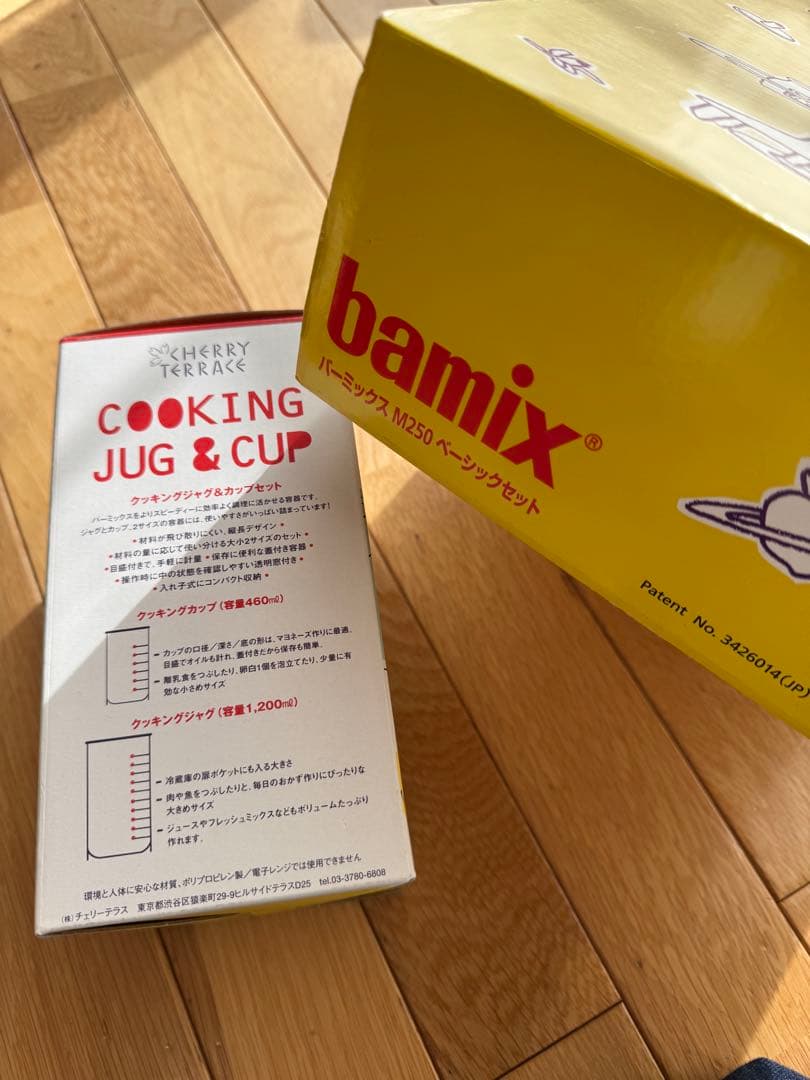 CHERRY
TERRACE
COOKING
JUG & CUP
クッキングジャグ&カップセット
バーミックスをよりスピーディーに効率よく調理に活かせる容器です。
ジャグとカップ、2サイズの容器には、使いやすさがいっぱい詰まっています!
• 材料が飛び散りにくい、縦長デザイン •
• 材料の量に応じて使い分ける大小2サイズのセット •
• 目盛付きで、手軽に計量 • 保存に便利な蓋付き容器 •
• 操作時に中の状態を確認しやすい透明窓付き •
• 入れ子式にコンパクト収納 •
クッキングカップ(容量460㎖)
カップの口径/深さ/底の形は、マヨネーズ作りに最適。
目盛でオイルも計れ、蓋付きだから保存も簡単。
離乳食をつぶしたり、卵白1個を泡立てたり、少量に有
効な小さめサイズ
クッキングジャグ(容量1,200㎖)
冷蔵庫の扉ポケットにも入る大きさ
肉や魚をつぶしたりと、毎日のおかず作りにぴったりな
大きめサイズ
ジュースやフレッシュミックスなどもボリュームたっぷり
作れます。
環境と人体に安心な材質、ポリプロピレン製/電子レンジでは使用できません
(株)チェリーテラス 東京都渋谷区猿楽町29-9ヒルサイドテラスD25 tel.03-3780-6808
bamix®
バーミックス M250 ベーシックセット
Patent No. 3426014(JP)